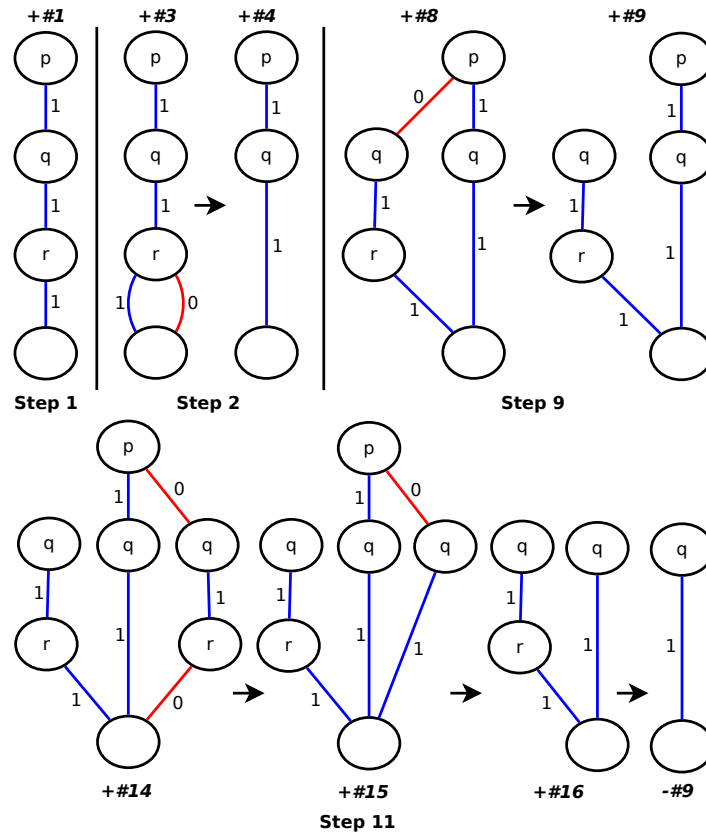 +#1 +#3 +#4 +#8 +#9
p p p p p
1 1 1 0 1 1
q q q q q q q
1 1 1 1 1 1 1
r r r r
1 1 0 1 1
Step 1 Step 2 Step 9
p p
1 0 1 0
q q q q q q q q q
1 1 1 1 1 1 1 1 1
r r r r
1 0 1 1
+#14 +#15 +#16 -#9
Step 11